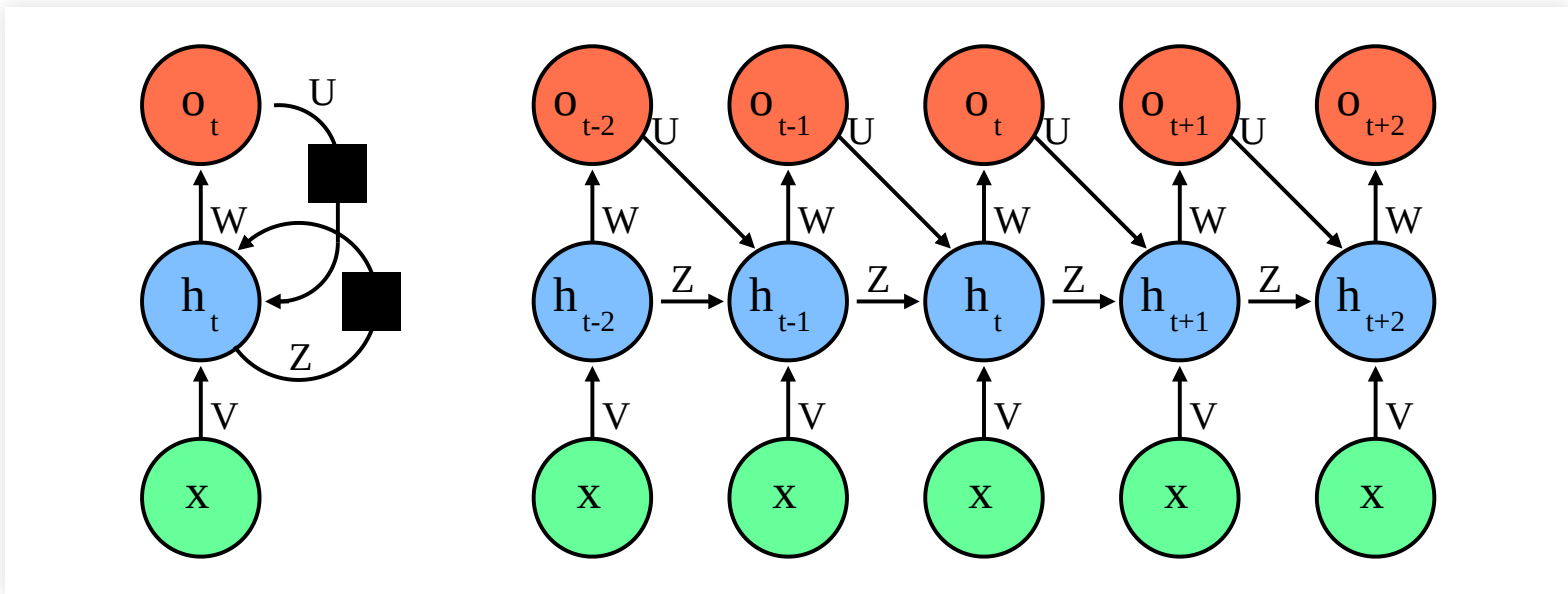 o t U
o t-2 U o t-1 U o t U o t+1 U o t+2
W W W W W W
h t h t-2 Z h t-1 Z h t Z h t+1 Z h t+2
Z
V V V V V V
x x x x x x